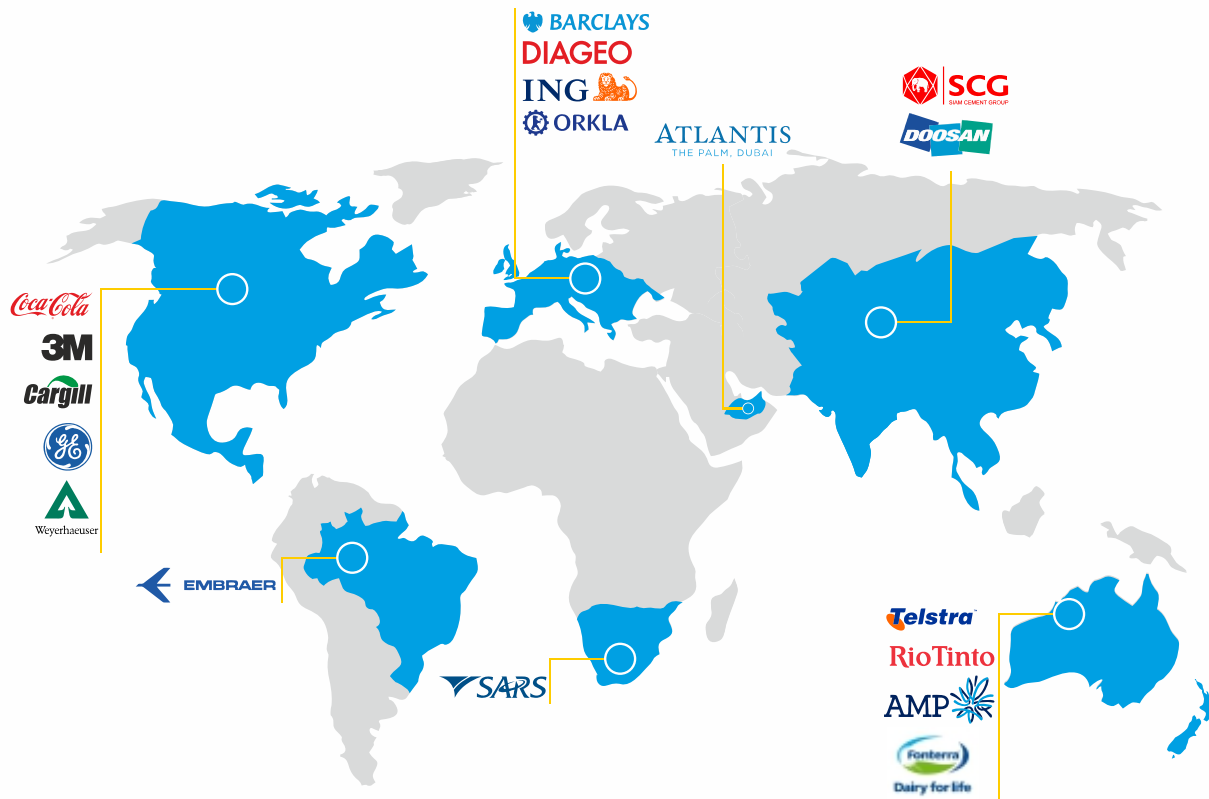 BARCLAYS
DIAGEO
ING
ORKLA
ATLANTIS
THE PALM, DUBAI
SCG
SIAM CEMENT GROUP
DOOSAN
Coca-Cola
3M
Cargill
GE
Weyerhaeuser
EMBRAER
SARS
Telstra™
RioTinto
AMP
Fonterra
Dairy for life